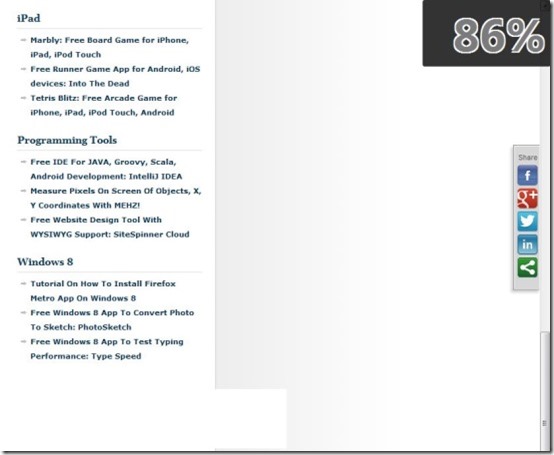 iPad
86%
Marbly: Free Board Game for iPhone,
iPad, iPod Touch
Free Runner Game App for Android, iOS
devices: Into The Dead
Tetris Blitz: Free Arcade Game for
iPhone, iPad, iPod Touch, Android
Programming Tools
Free IDE For JAVA, Groovy, Scala,
Android Development: IntelliJ IDEA
Measure Pixels On Screen Of Objects, X,
Y Coordinates With MEHZ!
Free Website Design Tool With
WYSIWYG Support: SiteSpinner Cloud
Windows 8
Tutorial On How To Install Firefox
Metro App On Windows 8
Free Windows 8 App To Convert Photo
To Sketch: PhotoSketch
Free Windows 8 App To Test Typing
Performance: Type Speed
Share
f
g+
in